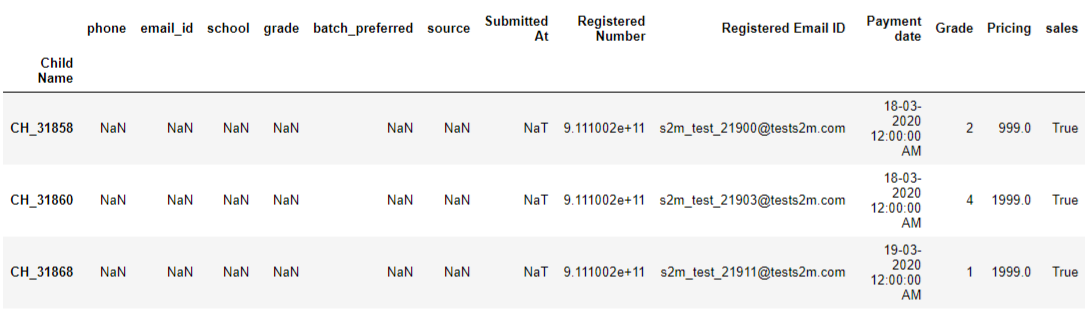 phone email_id school grade batch_preferred source Submitted At Registered Number Registered Email ID Payment date Grade Pricing sales
Child Name
CH_31858 NaN NaN NaN NaN NaN NaN NaT 9.111002e+11 s2m_test_21900@tests2m.com 18-03-2020 12:00:00 AM 2 999.0 True
CH_31860 NaN NaN NaN NaN NaN NaN NaT 9.111002e+11 s2m_test_21903@tests2m.com 18-03-2020 12:00:00 AM 4 1999.0 True
CH_31868 NaN NaN NaN NaN NaN NaN NaT 9.111002e+11 s2m_test_21911@tests2m.com 19-03-2020 12:00:00 AM 1 1999.0 True